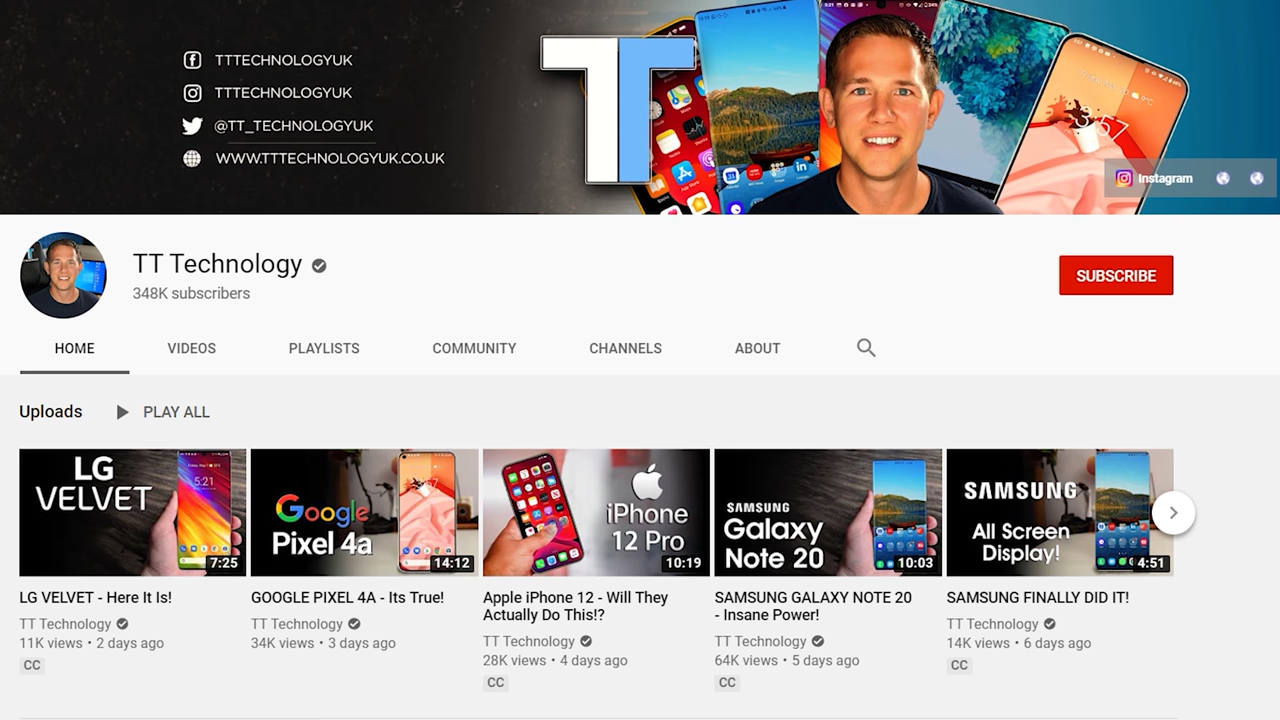 TTTECHNOLOGYUK
TTTECHNOLOGYUK
@TT_TECHNOLOGYUK
WWW.TTTECHNOLOGYUK.CO.UK
TT
3:57
Instagram
TT Technology
348K subscribers
SUBSCRIBE
HOME VIDEOS PLAYLISTS COMMUNITY CHANNELS ABOUT
Uploads PLAY ALL
LG
VELVET
5:21
7:25
Google
Pixel 4a
14:12
iPhone
12 Pro
10:19
SAMSUNG
Galaxy
Note 20
10:03
SAMSUNG
All Screen
Display!
4:51
LG VELVET - Here It Is!
TT Technology
11K views • 2 days ago
CC
GOOGLE PIXEL 4A - Its True!
TT Technology
34K views • 3 days ago
Apple iPhone 12 - Will They
Actually Do This!?
TT Technology
28K views • 4 days ago
CC
SAMSUNG GALAXY NOTE 20
- Insane Power!
TT Technology
64K views • 5 days ago
CC
SAMSUNG FINALLY DID IT!
TT Technology
14K views • 6 days ago
CC